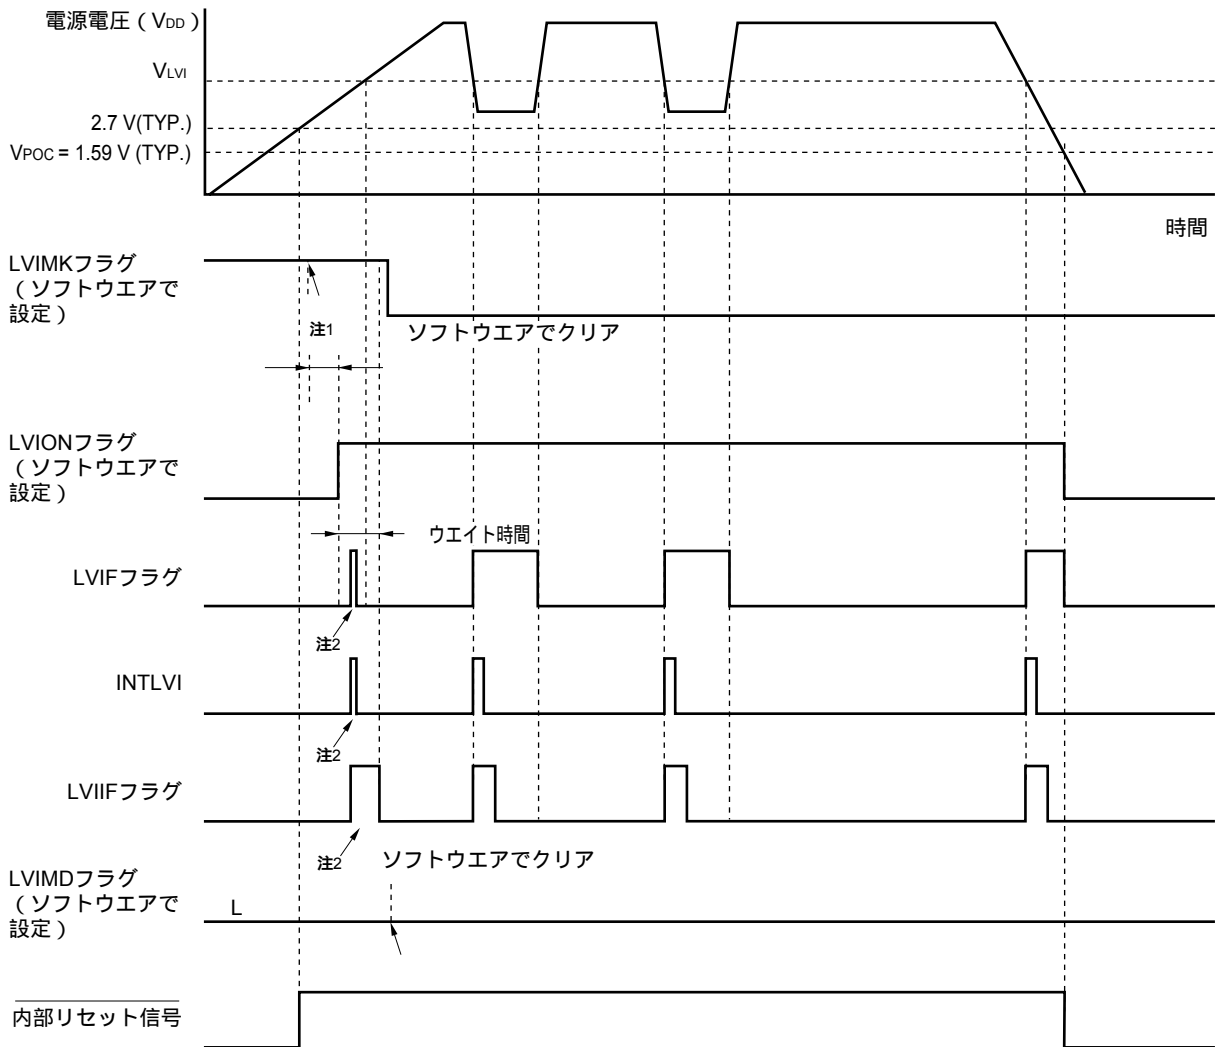 電源電圧（VDD）
VLVI
2.7 V(TYP.)
VPOC = 1.59 V (TYP.)
時間
LVIMKフラグ
（ソフトウエアで
設定）
注1
ソフトウエアでクリア
LVIONフラグ
（ソフトウエアで
設定）
ウエイト時間
LVIFフラグ
注2
INTLVI
注2
LVIIFフラグ
注2
ソフトウエアでクリア
LVIMDフラグ
（ソフトウエアで
設定）
L
内部リセット信号